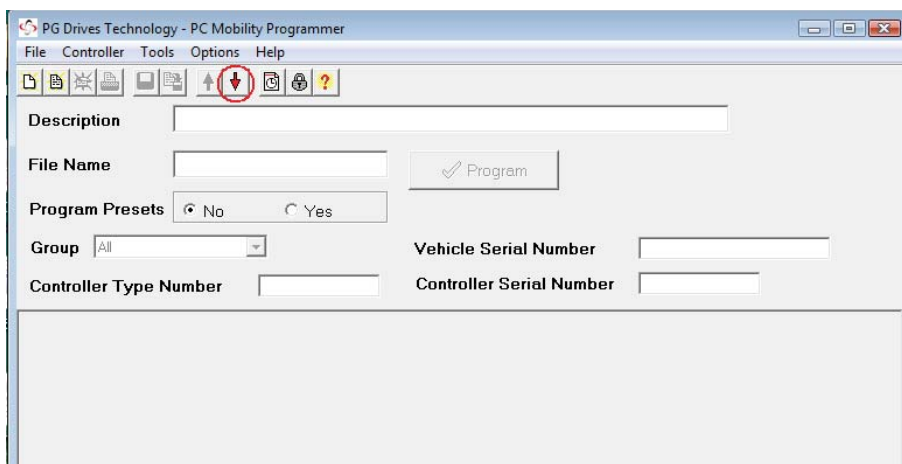 PG Drives Technology - PC Mobility Programmer
File Controller Tools Options Help
?
Description
File Name
Program
Program Presets No Yes
Group All
Vehicle Serial Number
Controller Type Number
Controller Serial Number